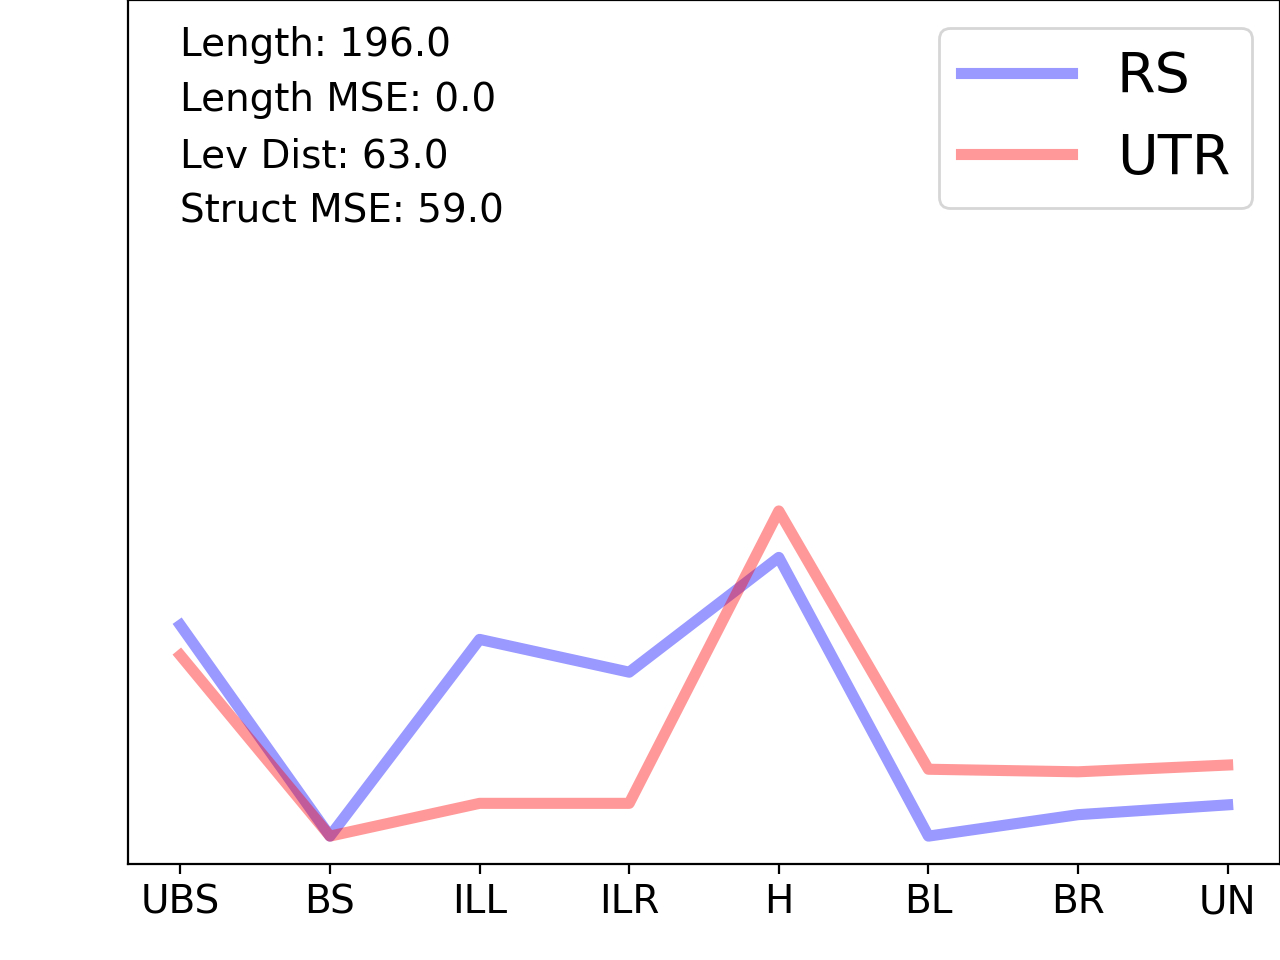 Length: 196.0
Length MSE: 0.0
Lev Dist: 63.0
Struct MSE: 59.0
RS
UTR
UBS BS ILL ILR H BL BR UN